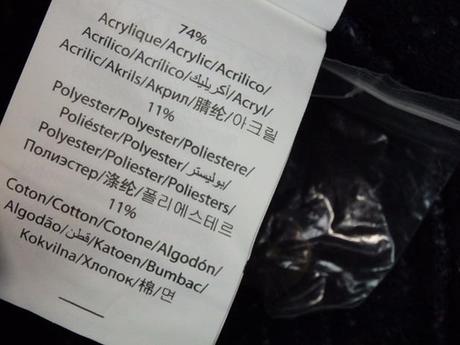 74%
Acrylique/Acrylic/Acrilico/
Acrílico/Acrílico/اكريليك/Acryl/
Acrilic/Akrils/Акрил/腈纶/아크릴
11%
Polyester/Polyester/Poliestere/
Poliéster/Polyester/بوليستر/
Polyester/Poliester/Poliesters/
Полиэстер/涤纶/폴리에스테르
11%
Coton/Cotton/Cotone/Algodón/
Algodão/قطن/Katoen/Bumbac/
Kokvilna/Хлопок/棉/면